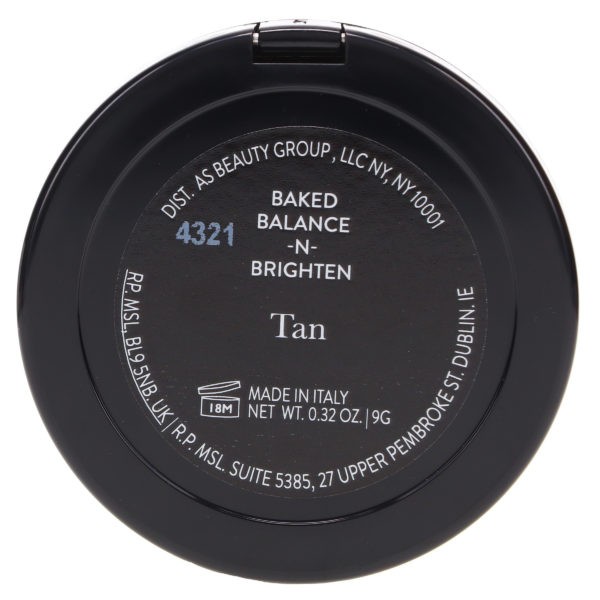 DIST. AS BEAUTY GROUP, LLC NY, NY 10001
BAKED
BALANCE
-N-
BRIGHTEN
4321
Tan
18M
MADE IN ITALY
NET WT. 0.32 OZ. | 9G
RP. MSL, BL9 5NB. UK | R.P. MSL. SUITE 5385, 27 UPPER PEMBROKE ST. DUBLIN. IE